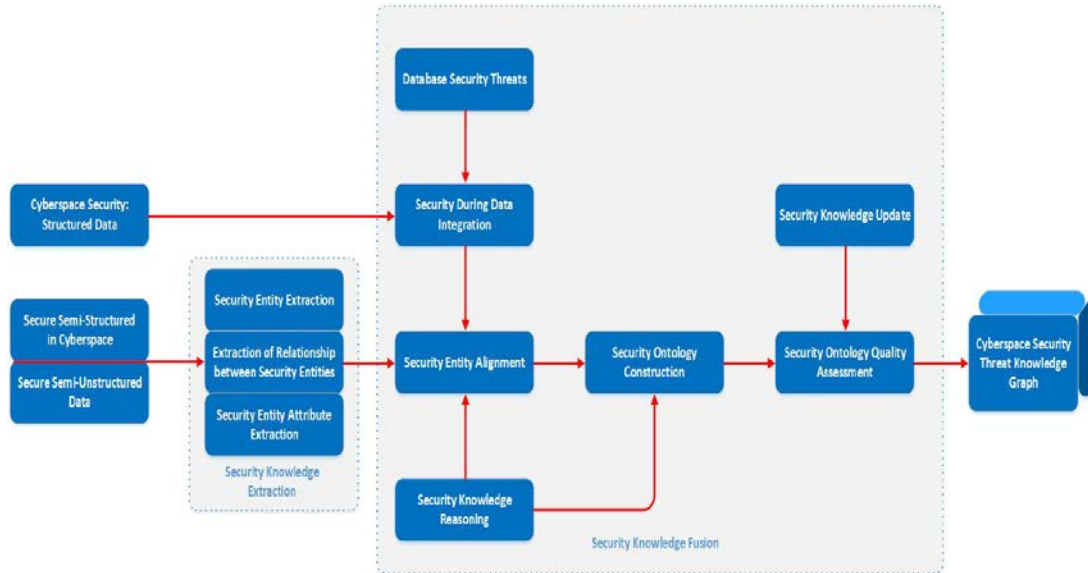 Database Security Threats
Cyberspace Security:
Structured Data
Security During Data
Integration
Security Knowledge Update
Security Entity Extraction
Secure Semi-Structured
in Cyberspace
Extraction of Relationship
between Security Entities
Security Entity Alignment
Security Ontology
Construction
Security Ontology Quality
Assessment
Cyberspace Security
Threat Knowledge
Graph
Secure Semi-Unstructured
Data
Security Entity Attribute
Extraction
Security Knowledge
Extraction
Security Knowledge
Reasoning
Security Knowledge Fusion